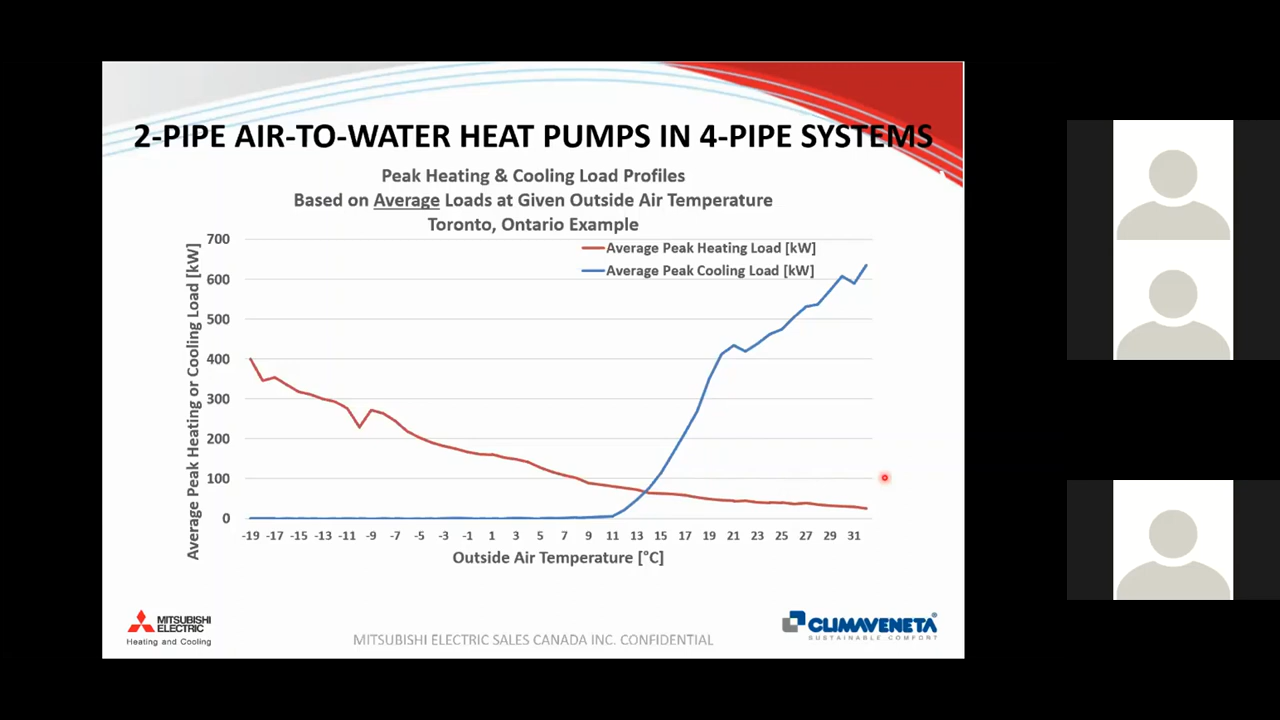 2-PIPE AIR-TO-WATER HEAT PUMPS IN 4-PIPE SYSTEMS
Peak Heating & Cooling Load Profiles
Based on Average Loads at Given Outside Air Temperature
Toronto, Ontario Example
Average Peak Heating Load [kW]
Average Peak Cooling Load [kW]
Average Peak Heating or Cooling Load [kW]
700
600
500
400
300
200
100
0
-19 -17 -15 -13 -11 -9 -7 -5 -3 -1 1 3 5 7 9 11 13 15 17 19 21 23 25 27 29 31
Outside Air Temperature [°C]
MITSUBISHI
ELECTRIC
Heating and Cooling
MITSUBISHI ELECTRIC SALES CANADA INC. CONFIDENTIAL
CLIMAVENETA
SUSTAINABLE COMFORT